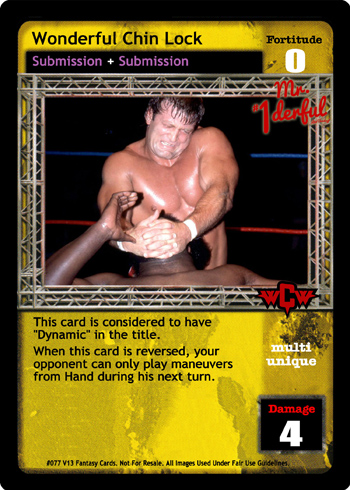 Wonderful Chin Lock
Fortitude
0
Submission + Submission
Mr.
#1derful
WCW
This card is considered to have
"Dynamic" in the title.
When this card is reversed, your
opponent can only play maneuvers
from Hand during his next turn.
multi
unique
Damage
4
#077 V13 Fantasy Cards. Not For Resale. All Images Used Under Fair Use Guidelines.